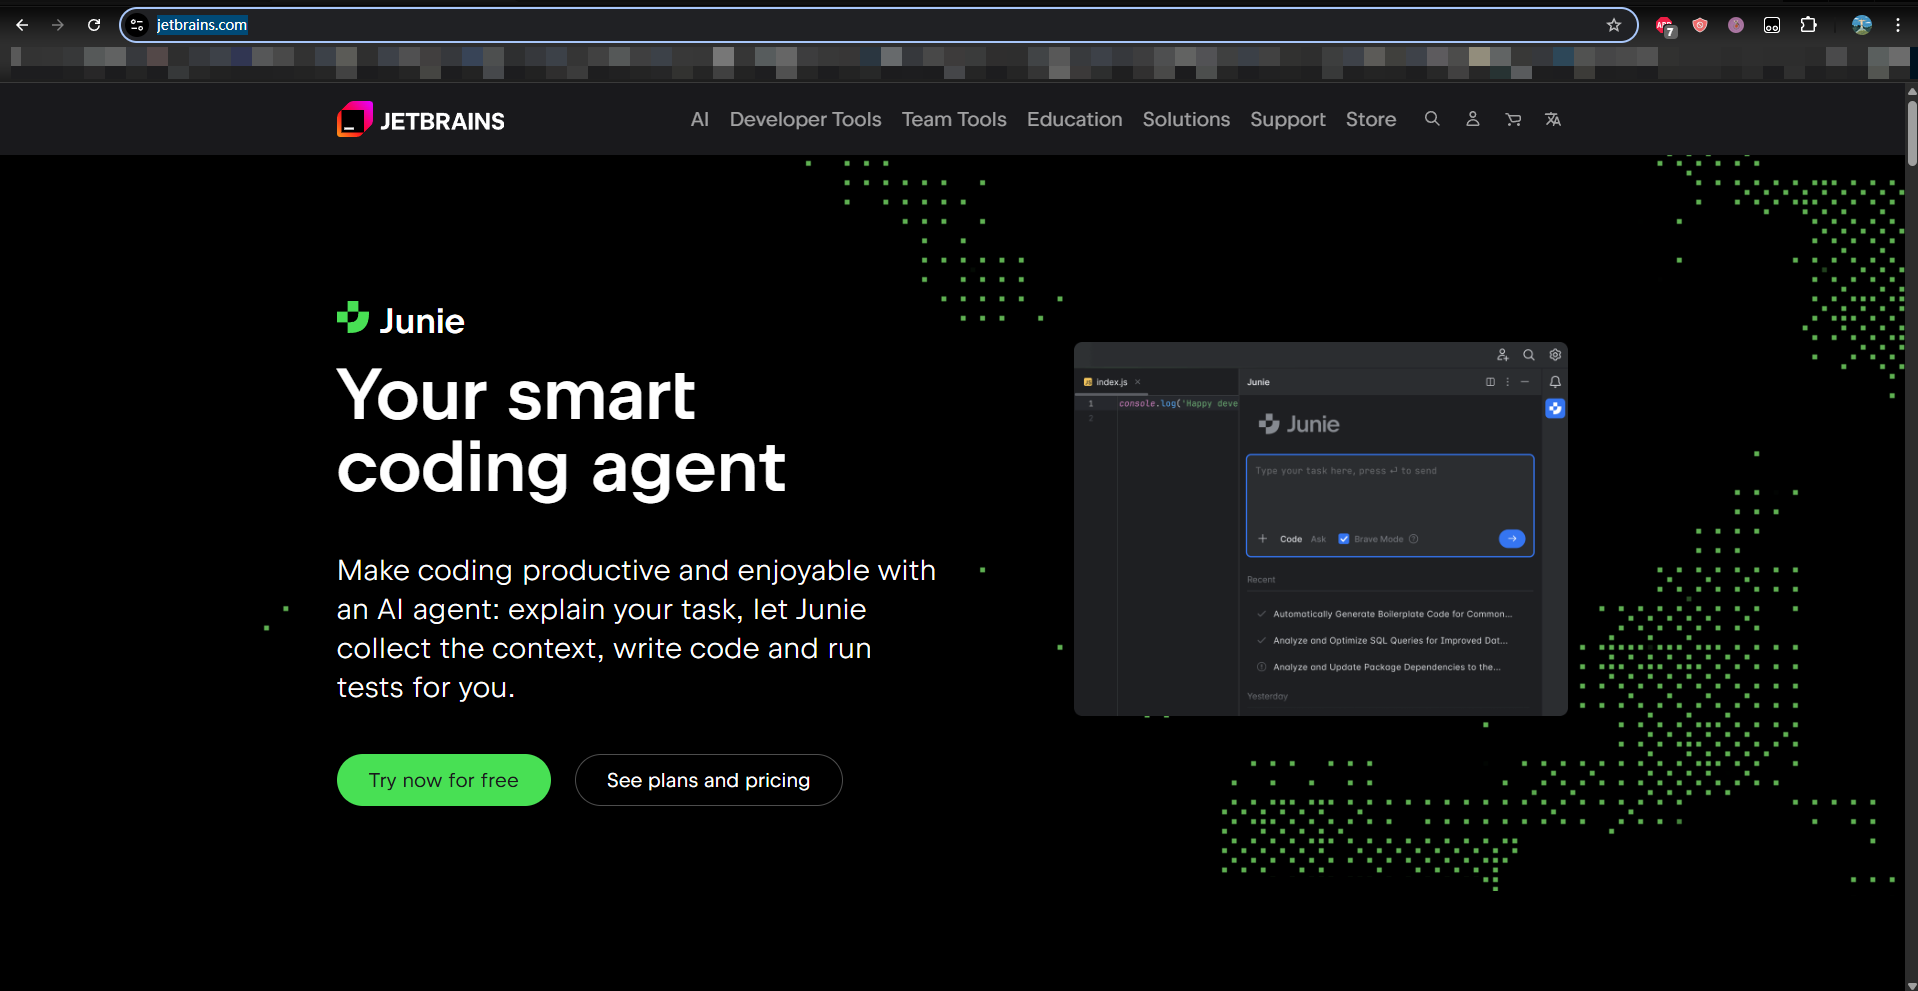 jetbrains.com
7
JETBRAINS
AI Developer Tools Team Tools Education Solutions Support Store
Junie
Your smart
coding agent
Make coding productive and enjoyable with
an AI agent: explain your task, let Junie
collect the context, write code and run
tests for you.
Try now for free See plans and pricing
index.js
Junie
1 console.log('Happy deve
2
Junie
Type your task here, press ↵ to send
Code Ask Brave Mode
Recent
Automatically Generate Boilerplate Code for Common...
Analyze and Optimize SQL Queries for Improved Dat...
Analyze and Update Package Dependencies to the...
Yesterday